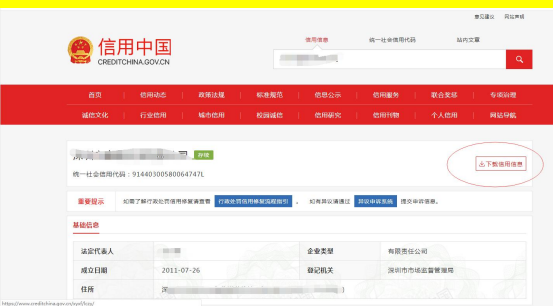 意见建议 网站声明
信用中国
CREDITCHINA.GOV.CN
信用信息 统一社会信用代码 站内文章
首页 信用动态 政策法规 标准规范 信息公示 信用服务 联合奖惩 专项治理
诚信文化 行业信用 城市信用 校园诚信 信用研究 信用刊物 个人信用 网站导航
存续
下载信用信息
统一社会信用代码:91440300580064747L
重要提示 如需了解行政处罚信用修复请查看 行政处罚信用修复流程指引 。 如有异议请通过 异议申诉系统 提交申诉信息。
基础信息
法定代表人 企业类型 有限责任公司
成立日期 2011-07-26 登记机关 深圳市市场监督管理局
住所 深